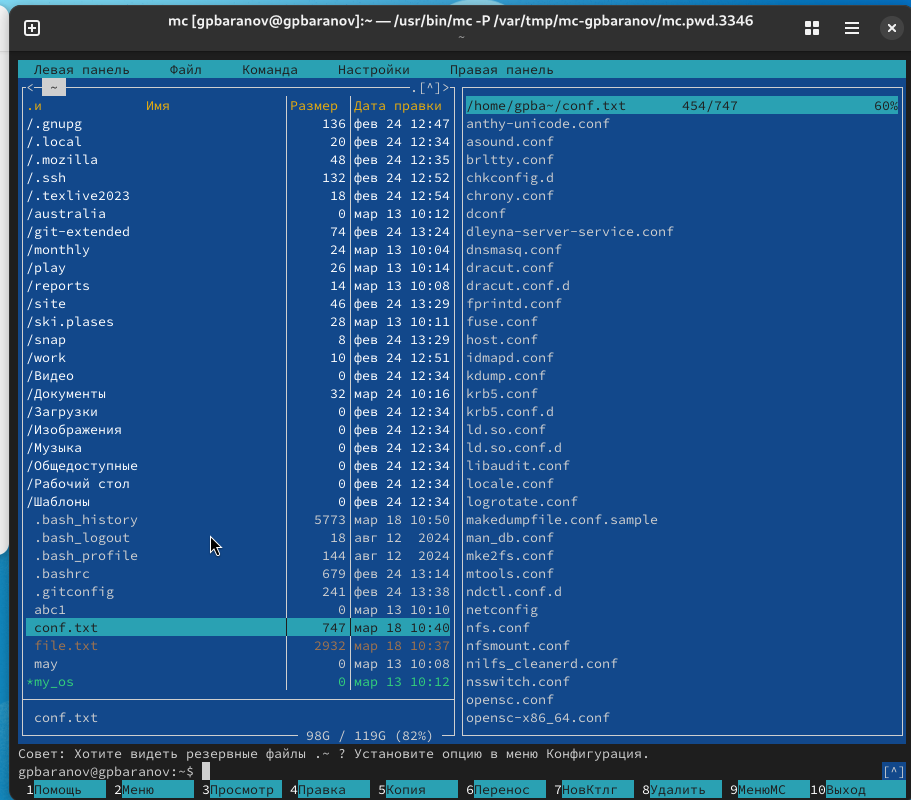 mc [gpbaranov@gpbaranov]:~ — /usr/bin/mc -P /var/tmp/mc-gpbaranov/mc.pwd.3346
~
Левая панель Файл Команда Настройки Правая панель
<─ ~ .[^]>
.и Имя Размер Дата правки
/.gnupg 136 фев 24 12:47
/.local 20 фев 24 12:34
/.mozilla 48 фев 24 12:35
/.ssh 132 фев 24 12:52
/.texlive2023 18 фев 24 12:54
/australia 0 мар 13 10:12
/git-extended 74 фев 24 13:24
/monthly 24 мар 13 10:04
/play 26 мар 13 10:14
/reports 14 мар 13 10:08
/site 46 фев 24 13:29
/ski.plases 28 мар 13 10:11
/snap 8 фев 24 13:29
/work 10 фев 24 12:51
/Видео 0 фев 24 12:34
/Документы 32 мар 24 10:16
/Загрузки 0 фев 24 12:34
/Изображения 0 фев 24 12:34
/Музыка 0 фев 24 12:34
/Общедоступные 0 фев 24 12:34
/Рабочий стол 0 фев 24 12:34
/Шаблоны 0 фев 24 12:34
.bash_history 5773 мар 18 10:50
.bash_logout 18 авг 12 2024
.bash_profile 144 авг 12 2024
.bashrc 679 фев 24 13:14
.gitconfig 241 фев 24 13:38
abc1 0 мар 13 10:10
conf.txt 747 мар 18 10:40
file.txt 2932 мар 18 10:37
may 0 мар 13 10:08
*my_os 0 мар 13 10:12
conf.txt
98G / 119G (82%)
/home/gpba~/conf.txt 454/747 60%
anthy-unicode.conf
asound.conf
brltty.conf
chkconfig.d
chrony.conf
dconf
dleyna-server-service.conf
dnsmasq.conf
dracut.conf
dracut.conf.d
fprintd.conf
fuse.conf
host.conf
idmapd.conf
kdump.conf
krb5.conf
krb5.conf.d
ld.so.conf
ld.so.conf.d
libaudit.conf
locale.conf
logrotate.conf
makedumpfile.conf.sample
man_db.conf
mke2fs.conf
mtools.conf
ndctl.conf.d
netconfig
nfs.conf
nfsmount.conf
nilfs_cleanerd.conf
nsswitch.conf
opensc.conf
opensc-x86_64.conf
Совет: Хотите видеть резервные файлы .~ ? Установите опцию в меню Конфигурация.
gpbaranov@gpbaranov:~$ [^]
1Помощь 2Меню 3Просмотр 4Правка 5Копия 6Перенос 7НовКтлг 8Удалить 9МенюMC 10Выход